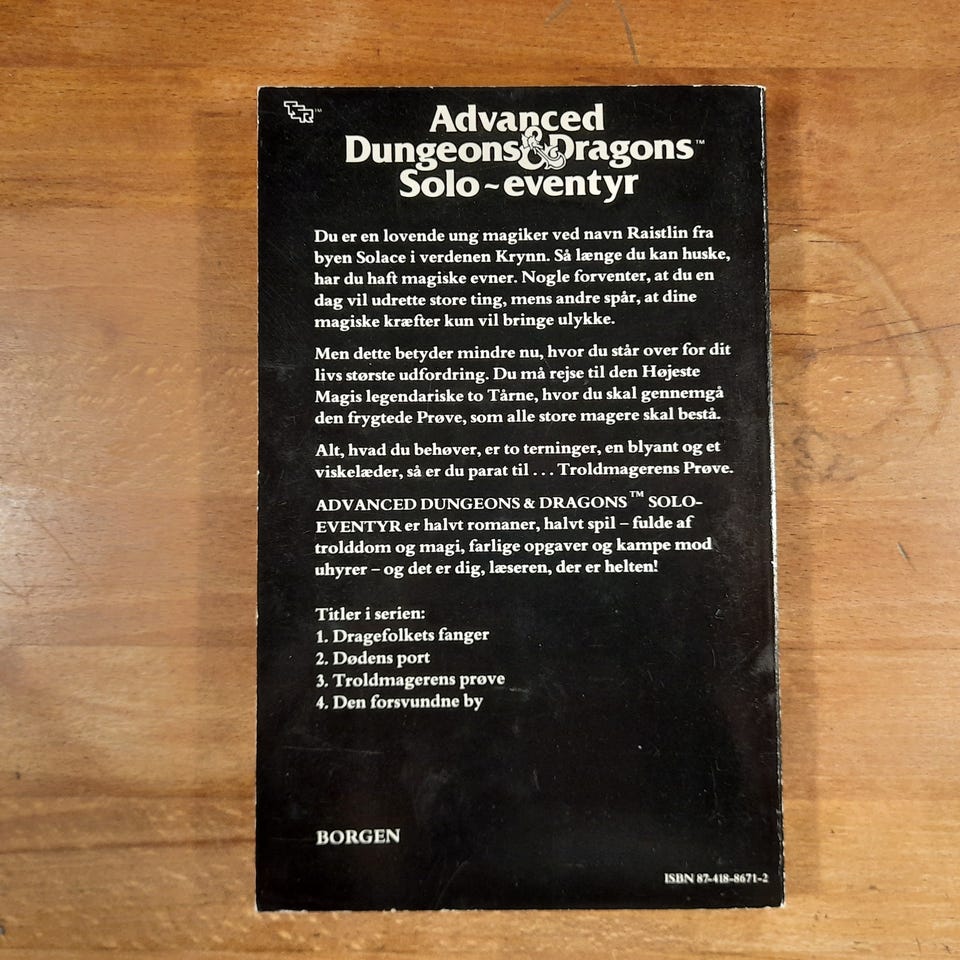 TSR™
Advanced
Dungeons & Dragons™
Solo~eventyr
Du er en lovende ung magiker ved navn Raistlin fra
byen Solace i verdenen Krynn. Så længe du kan huske,
har du haft magiske evner. Nogle forventer, at du en
dag vil udrette store ting, mens andre spår, at dine
magiske kræfter kun vil bringe ulykke.
Men dette betyder mindre nu, hvor du står over for dit
livs største udfordring. Du må rejse til den Højeste
Magis legendariske to Tårne, hvor du skal gennemgå
den frygtede Prøve, som alle store magere skal bestå.
Alt, hvad du behøver, er to terninger, en blyant og et
viskelæder, så er du parat til . . . Troldmagerens Prøve.
ADVANCED DUNGEONS & DRAGONS™ SOLO-
EVENTYR er halvt romaner, halvt spil – fulde af
trolddom og magi, farlige opgaver og kampe mod
uhyrer – og det er dig, læseren, der er helten!
Titler i serien:
1. Dragefolkets fanger
2. Dødens port
3. Troldmagerens prøve
4. Den forsvundne by
BORGEN
ISBN 87-418-8671-2